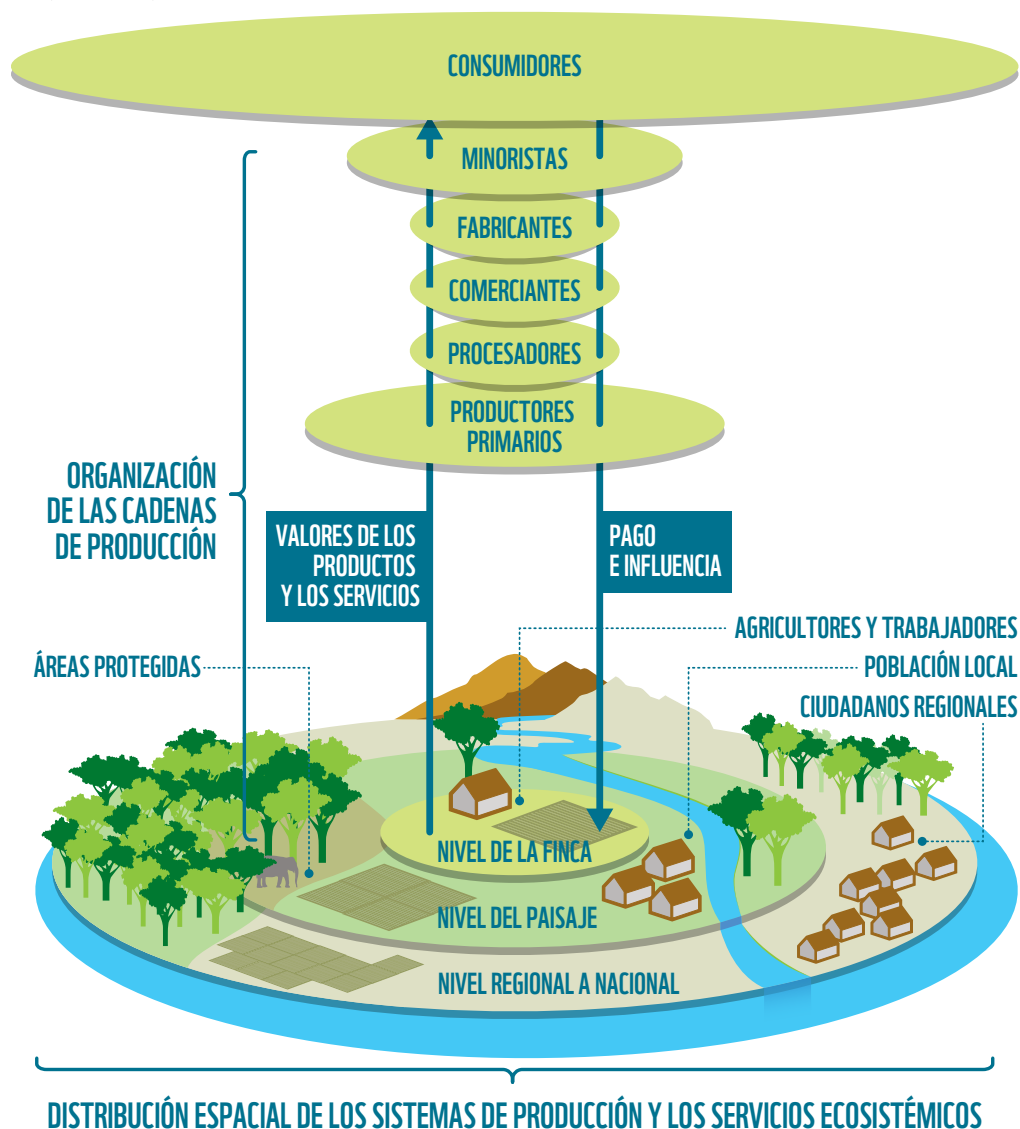 CONSUMIDORES
MINORISTAS
FABRICANTES
COMERCIANTES
PROCESADORES
PRODUCTORES
PRIMARIOS
ORGANIZACIÓN
DE LAS CADENAS
DE PRODUCCIÓN
VALORES DE LOS
PRODUCTOS
Y LOS SERVICIOS
PAGO
E INFLUENCIA
AGRICULTORES Y TRABAJADORES
ÁREAS PROTEGIDAS
POBLACIÓN LOCAL
CIUDADANOS REGIONALES
NIVEL DE LA FINCA
NIVEL DEL PAISAJE
NIVEL REGIONAL A NACIONAL
DISTRIBUCIÓN ESPACIAL DE LOS SISTEMAS DE PRODUCCIÓN Y LOS SERVICIOS ECOSISTÉMICOS